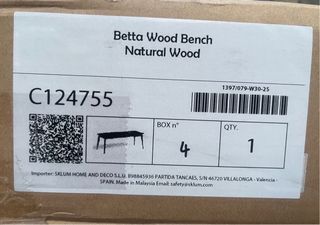 Betta Wood Bench
Natural Wood
1397/079-W30-25
C124755
BOX nº
QTY.
4
1
Importer: SKLUM HOME AND DECO S.L.U. B98845936 PARTIDA TANCAES, S/N 46720 VILLALONGA - Valencia -
SPAIN. Made in Malaysia Email: safety@sklum.com